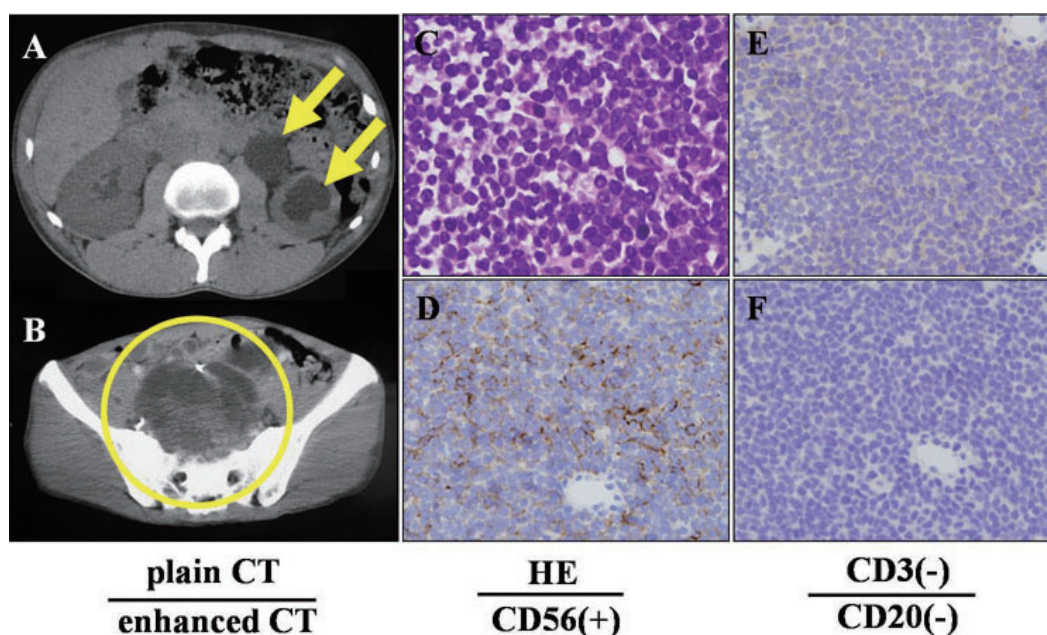 A
B
C
D
E
F
plain CT
enhanced CT
HE
CD56(+)
CD3(-)
CD20(-)